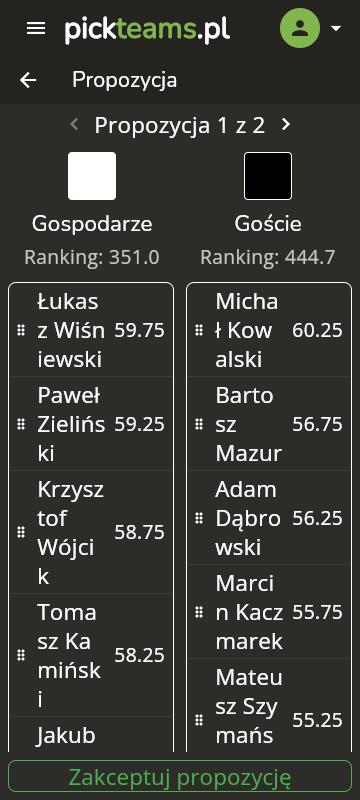 pickteams.pl
Propozycja
Propozycja 1 z 2
Gospodarze
Goście
Ranking: 351.0
Ranking: 444.7
Łukas
z Wiśn
iewski
59.75
Paweł
Zielińs
ki
59.25
Krzysz
tof
Wójci
k
58.75
Toma
sz Ka
mińsk
i
58.25
Jakub
Micha
ł Kow
alski
60.25
Barto
sz
Mazur
56.75
Adam
Dąbro
wski
56.25
Marci
n Kacz
marek
55.75
Mateu
sz Szy
mańs
55.25
Zakceptuj propozycję